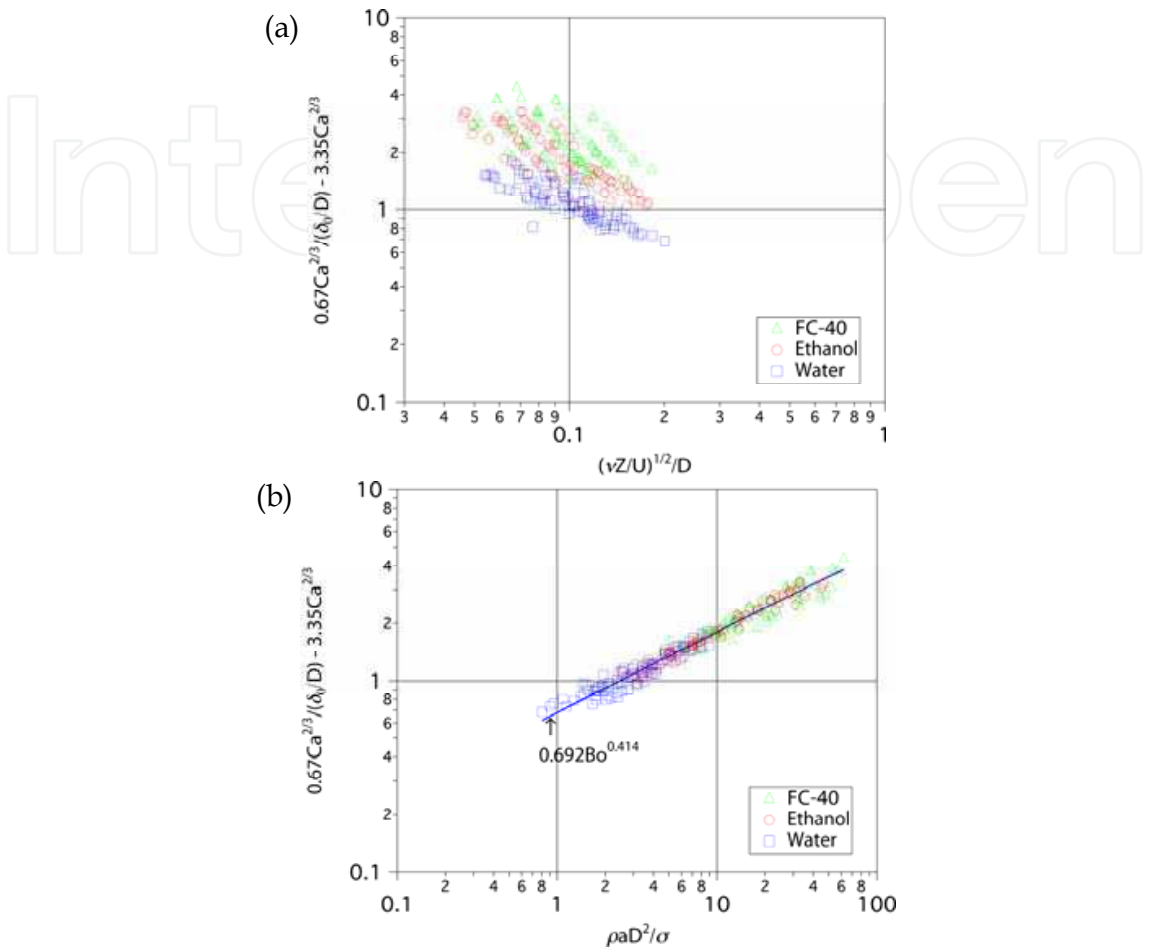 (a)
10
8
6
4
2
1
8
6
4
2
0.1
0.67Ca^{2/3}/(δ_0/D) - 3.35Ca^{2/3}
FC-40
Ethanol
Water
3 4 5 6 7 8 9 2 3 4 5 6 7 8 9
0.1 1
(νZ/U)^{1/2}/D
(b)
10
8
6
4
2
1
8
6
4
2
0.1
0.67Ca^{2/3}/(δ_0/D) - 3.35Ca^{2/3}
0.692Bo^{0.414}
FC-40
Ethanol
Water
2 4 6 8 2 4 6 8 2 4 6 8
0.1 1 10 100
ρaD^2/σ